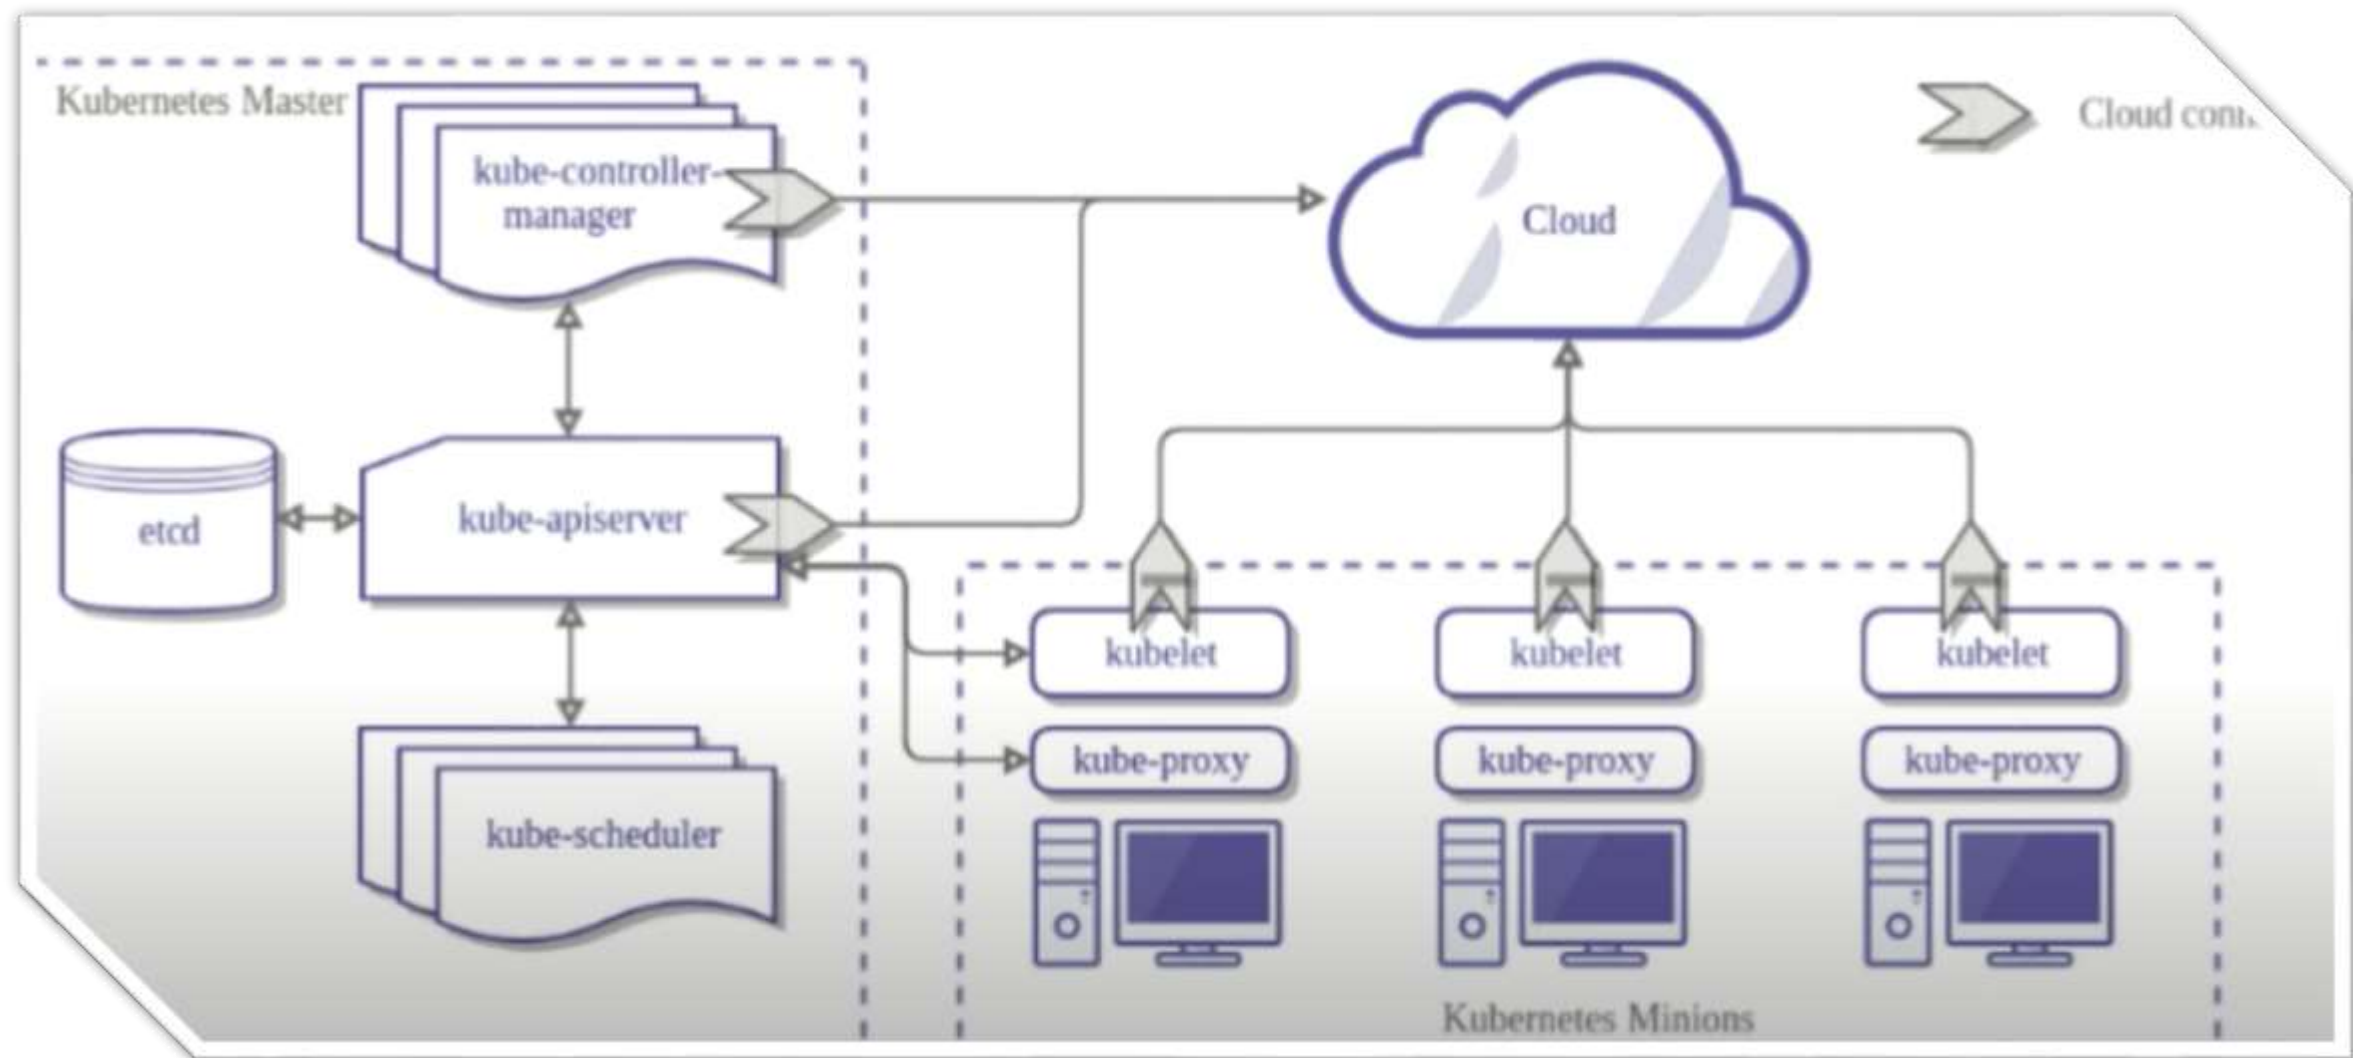 Kubernetes Master
kube-controller-
manager
Cloud
Cloud
etcd
kube-apiserver
kubelet
kubelet
kubelet
kube-proxy
kube-proxy
kube-proxy
kube-scheduler
Kubernetes Minions